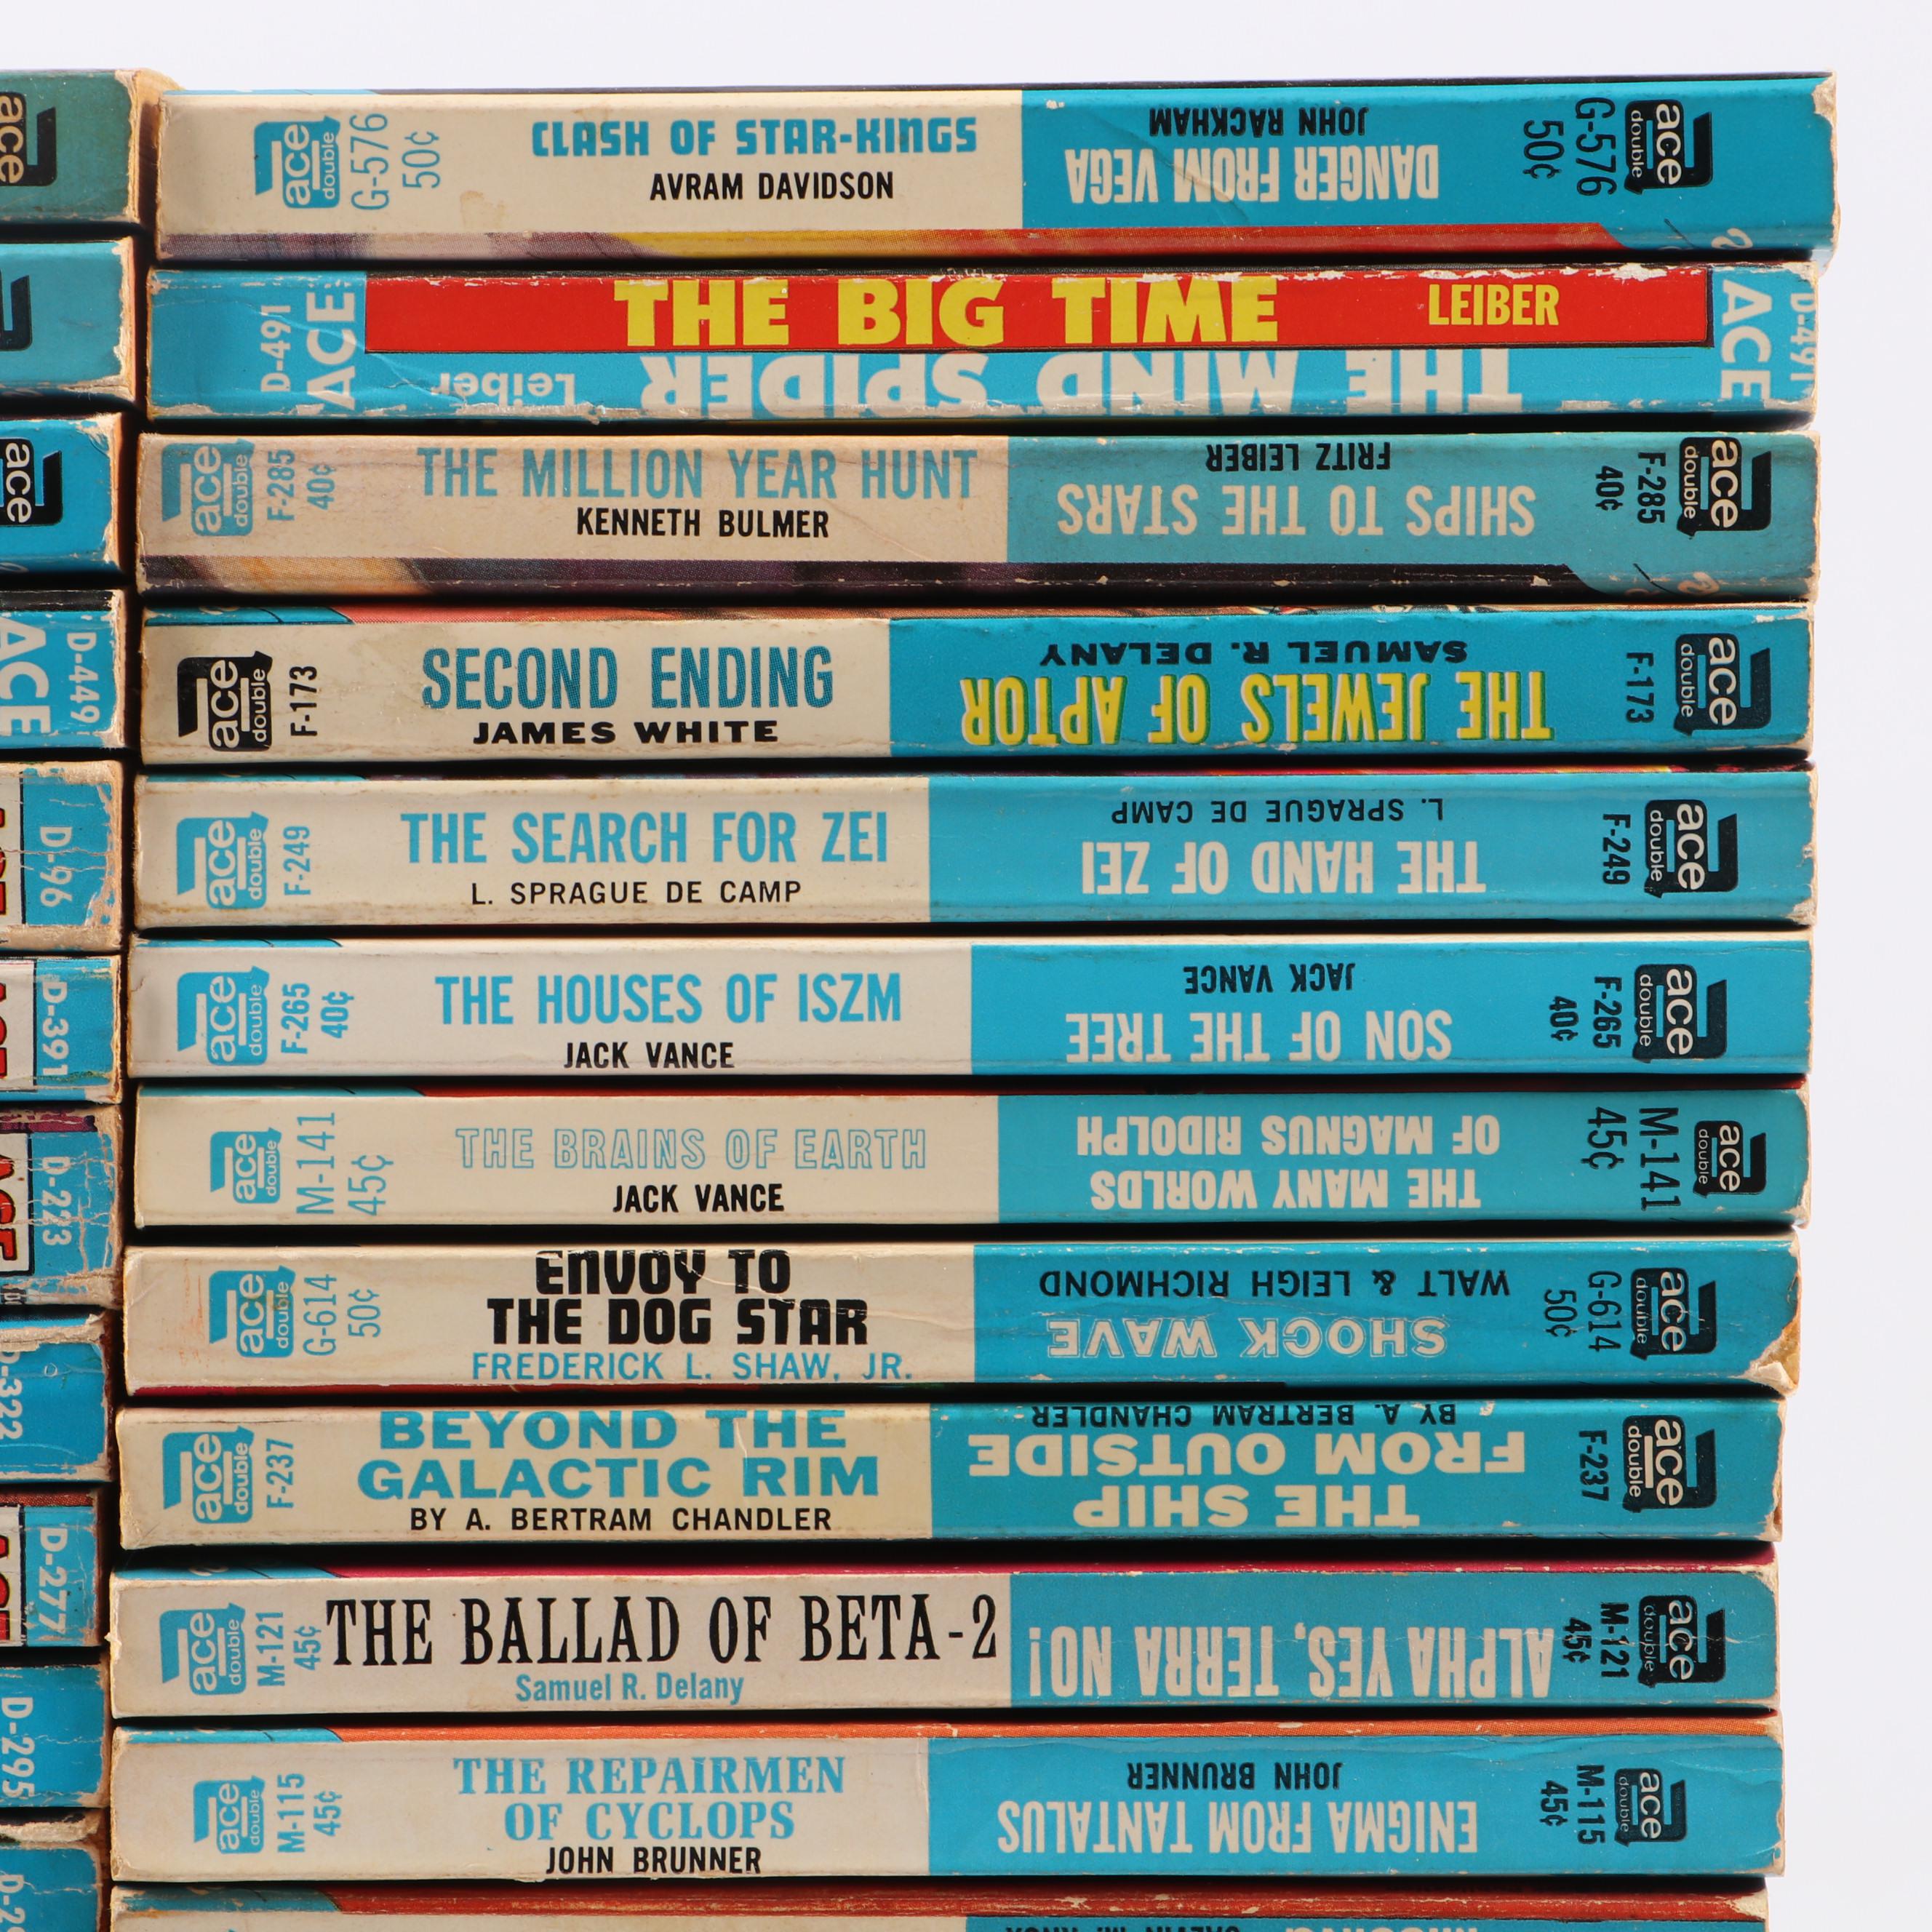 ace
double
G-576
50¢
CLASH OF STAR-KINGS
AVRAM DAVIDSON
JOHN RACKHAM
DANGER FROM VEGA
50¢
G-576
ace
double
D-491
ACE
THE BIG TIME
LEIBER
THE MIND SPIDER
Leiber
ACE
D-491
ace
double
F-285
40¢
THE MILLION YEAR HUNT
KENNETH BULMER
FRITZ LEIBER
SHIPS TO THE STARS
40¢
F-285
ace
double
ace
double
F-173
SECOND ENDING
JAMES WHITE
SAMUEL R. DELANY
THE JEWELS OF APTOR
F-173
ace
double
ace
double
F-249
THE SEARCH FOR ZEI
L. SPRAGUE DE CAMP
L. SPRAGUE DE CAMP
THE HAND OF ZEI
F-249
ace
double
ace
double
F-265
40¢
THE HOUSES OF ISZM
JACK VANCE
JACK VANCE
SON OF THE TREE
40¢
F-265
ace
double
ace
double
M-141
45¢
THE BRAINS OF EARTH
JACK VANCE
THE MANY WORLDS
OF MAGNUS RIDOLPH
45¢
M-141
ace
double
ace
double
G-614
50¢
ENVOY TO
THE DOG STAR
FREDERICK L. SHAW, JR.
WALT & LEIGH RICHMOND
SHOCK WAVE
50¢
G-614
ace
double
ace
double
F-237
BEYOND THE
GALACTIC RIM
BY A. BERTRAM CHANDLER
THE SHIP
FROM OUTSIDE
BY A. BERTRAM CHANDLER
F-237
ace
double
ace
double
M-121
45¢
THE BALLAD OF BETA-2
Samuel R. Delany
ALPHA YES, TERRA NO!
45¢
M-121
ace
double
ace
double
M-115
45¢
THE REPAIRMEN
OF CYCLOPS
JOHN BRUNNER
JOHN BRUNNER
ENIGMA FROM TANTALUS
45¢
M-115
ace
double
ace
ace
ACE
D-449
D-96
D-391
D-223
D-322
D-277
D-295